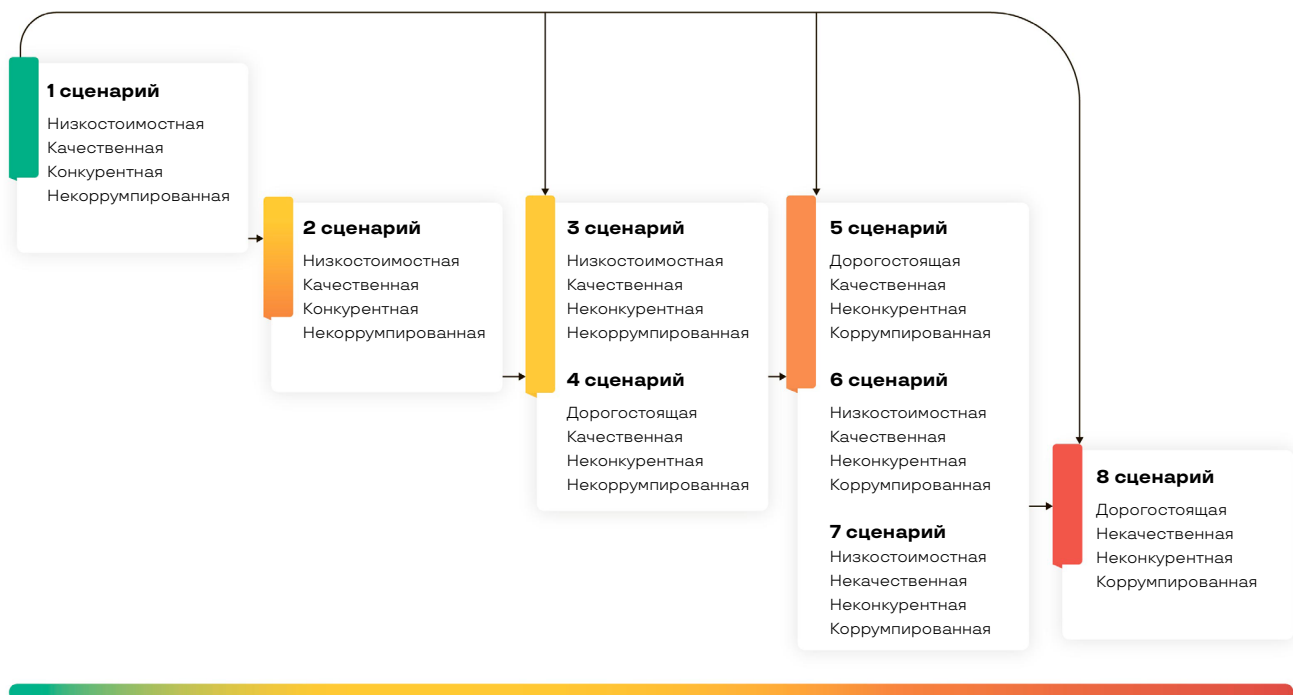 1 сценарий
Низкостоимостная
Качественная
Конкурентная
Некоррумпированная
2 сценарий
Низкостоимостная
Качественная
Конкурентная
Некоррумпированная
3 сценарий
Низкостоимостная
Качественная
Неконкурентная
Некоррумпированная
4 сценарий
Дорогостоящая
Качественная
Неконкурентная
Некоррумпированная
5 сценарий
Дорогостоящая
Качественная
Неконкурентная
Коррумпированная
6 сценарий
Низкостоимостная
Качественная
Неконкурентная
Коррумпированная
7 сценарий
Низкостоимостная
Некачественная
Неконкурентная
Коррумпированная
8 сценарий
Дорогостоящая
Некачественная
Неконкурентная
Коррумпированная